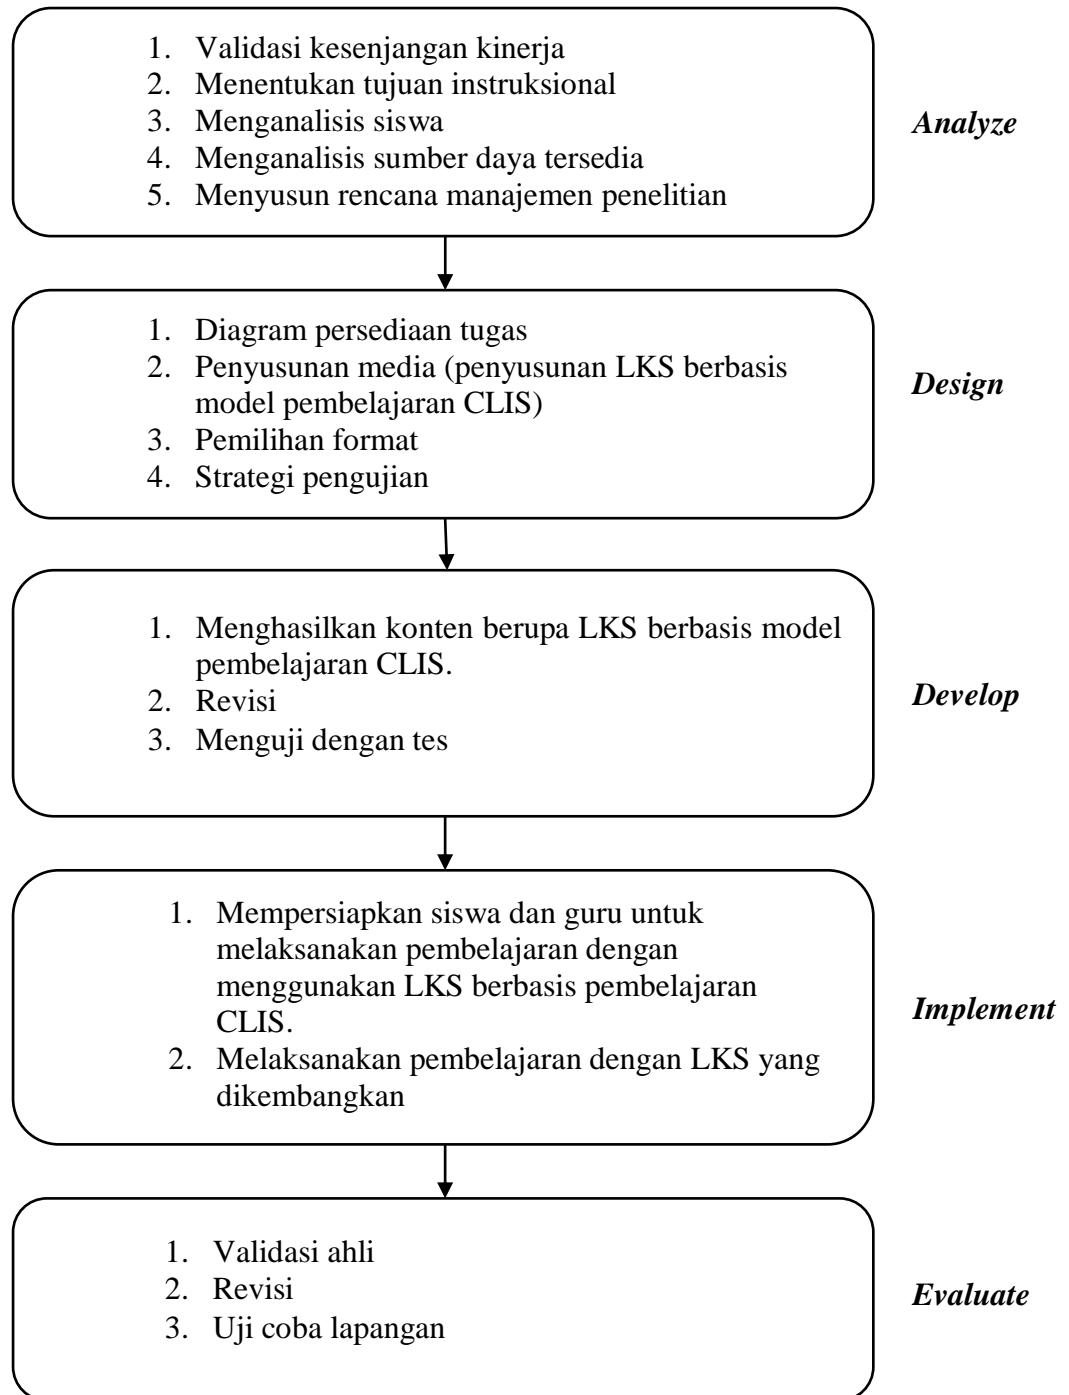 1. Validasi kesenjangan kinerja
2. Menentukan tujuan instruksional
3. Menganalisis siswa
4. Menganalisis sumber daya tersedia
5. Menyusun rencana manajemen penelitian
Analyze
1. Diagram persediaan tugas
2. Penyusunan media (penyusunan LKS berbasis
model pembelajaran CLIS)
3. Pemilihan format
4. Strategi pengujian
Design
1. Menghasilkan konten berupa LKS berbasis model
pembelajaran CLIS.
2. Revisi
3. Menguji dengan tes
Develop
1. Mempersiapkan siswa dan guru untuk
melaksanakan pembelajaran dengan
menggunakan LKS berbasis pembelajaran
CLIS.
2. Melaksanakan pembelajaran dengan LKS yang
dikembangkan
Implement
1. Validasi ahli
2. Revisi
3. Uji coba lapangan
Evaluate